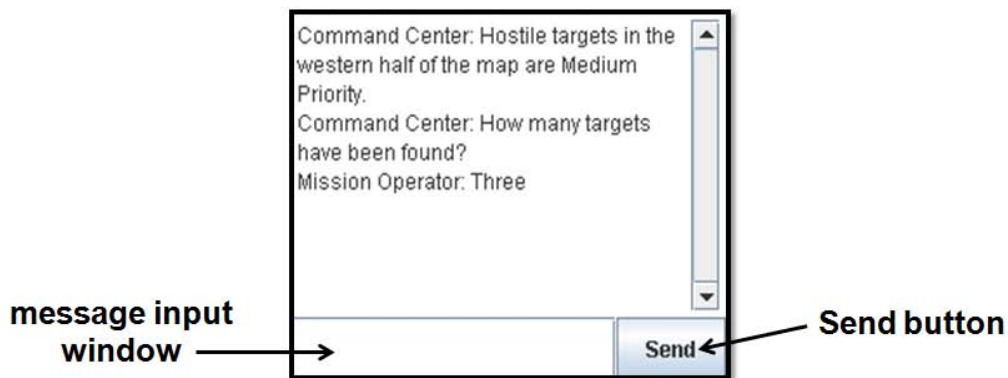 Command Center: Hostile targets in the
western half of the map are Medium
Priority.
Command Center: How many targets
have been found?
Mission Operator: Three
message input
window
Send
Send button